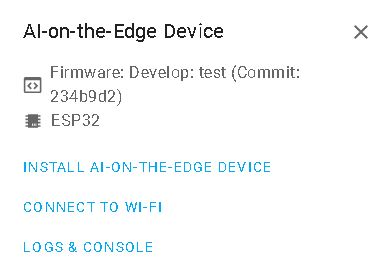 AI-on-the-Edge Device
Firmware: Develop: test (Commit:
234b9d2)
ESP32
INSTALL AI-ON-THE-EDGE DEVICE
CONNECT TO WI-FI
LOGS & CONSOLE